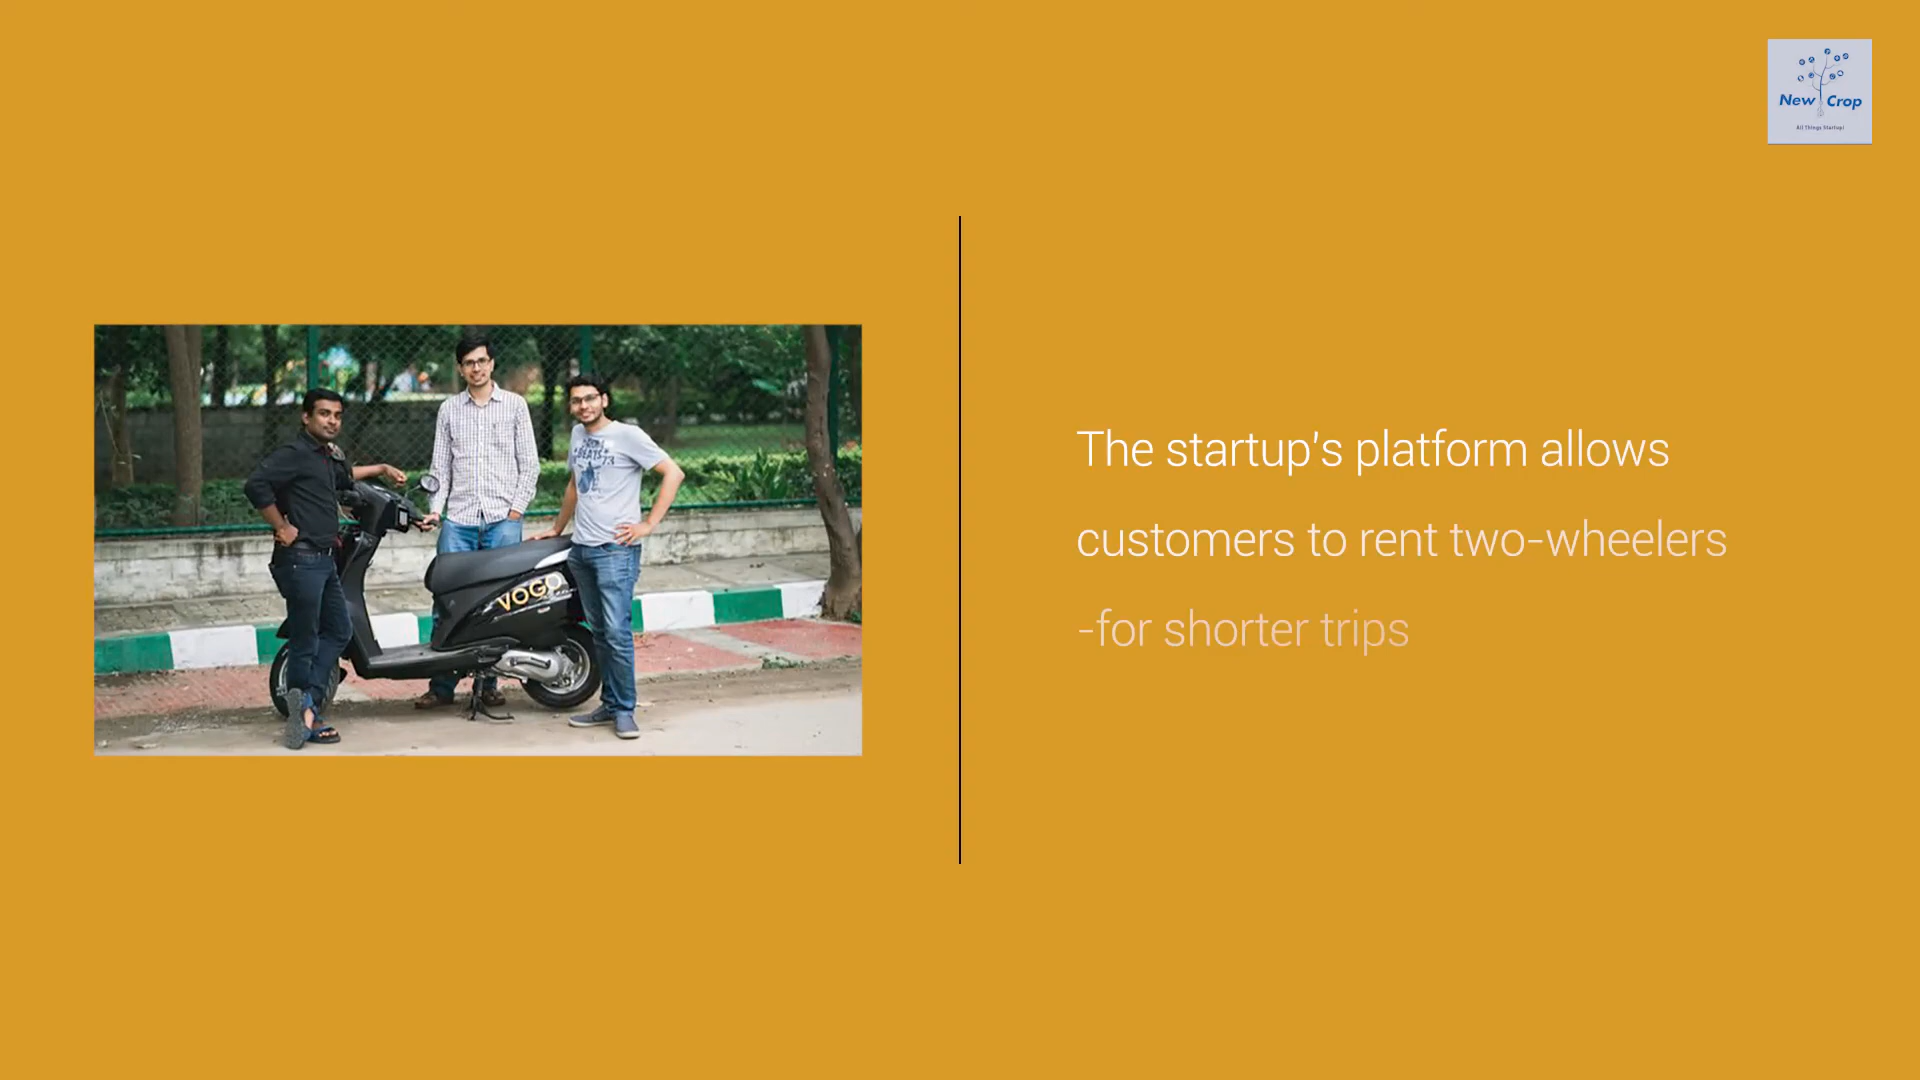 New Crop
All Things Startup!
The startup's platform allows
customers to rent two-wheelers
-for shorter trips
VOGO